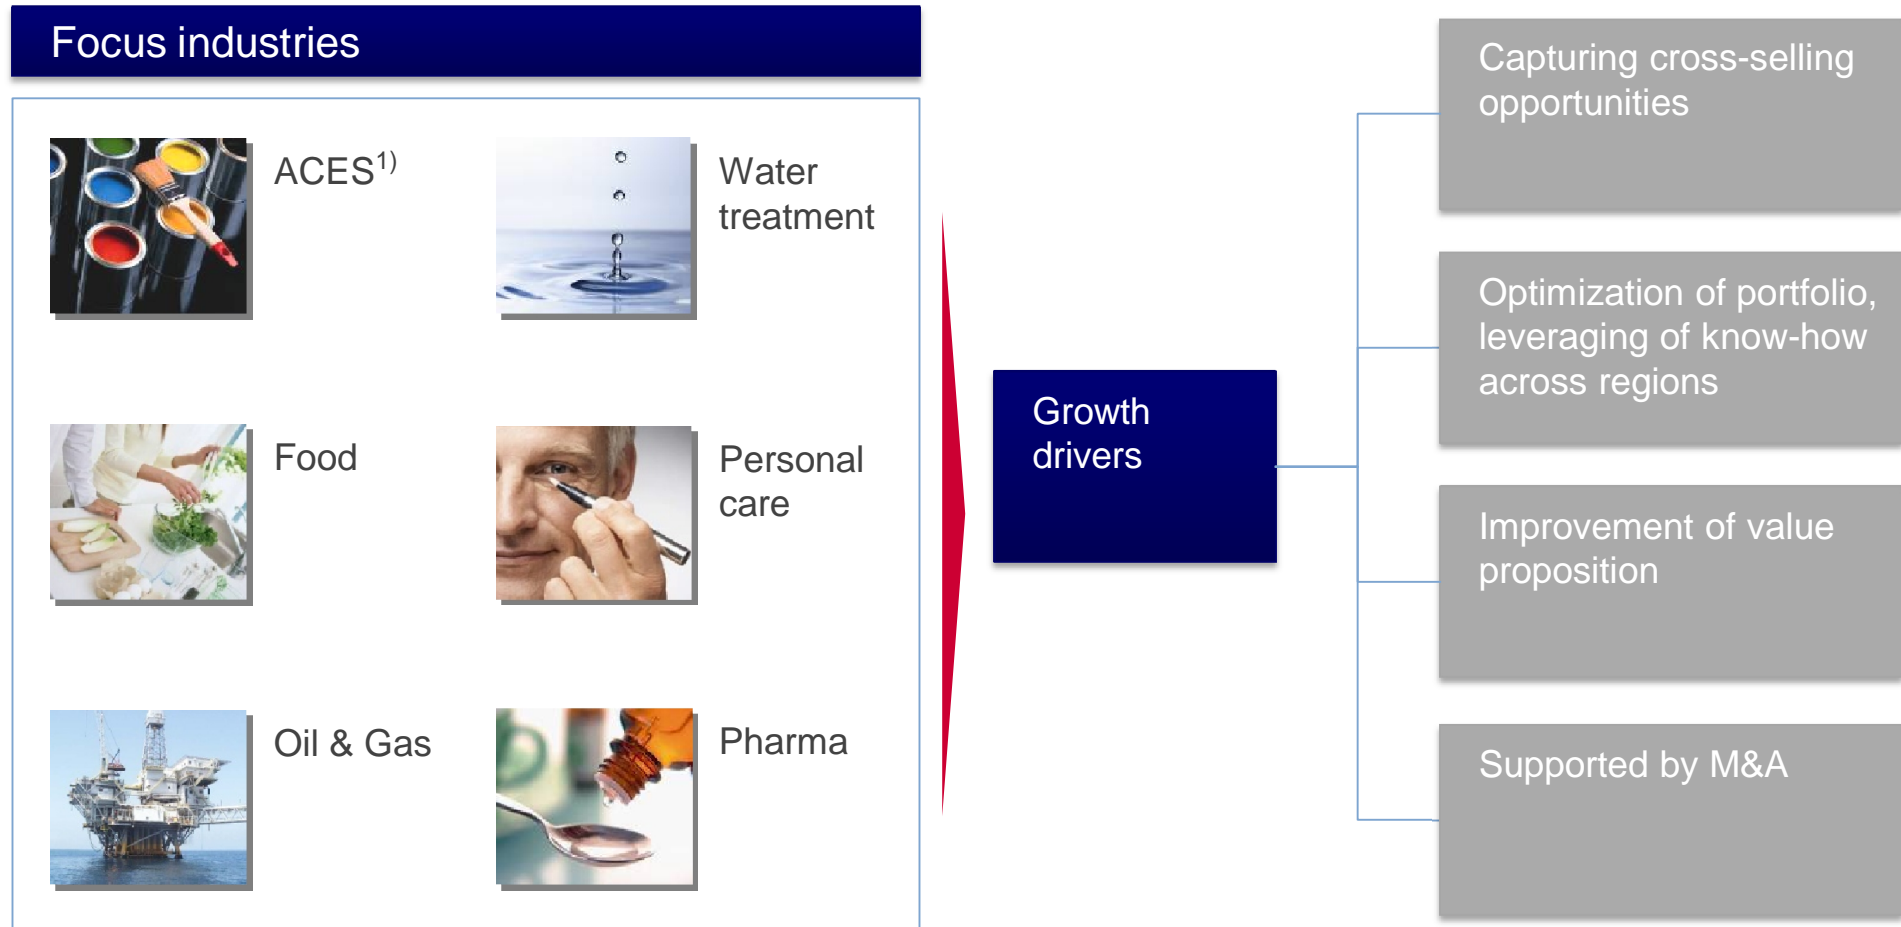 Focus industries
ACES1)
Water
treatment
Food
Personal
care
Oil & Gas
Pharma
Growth
drivers
Capturing cross-selling
opportunities
Optimization of portfolio,
leveraging of know-how
across regions
Improvement of value
proposition
Supported by M&A